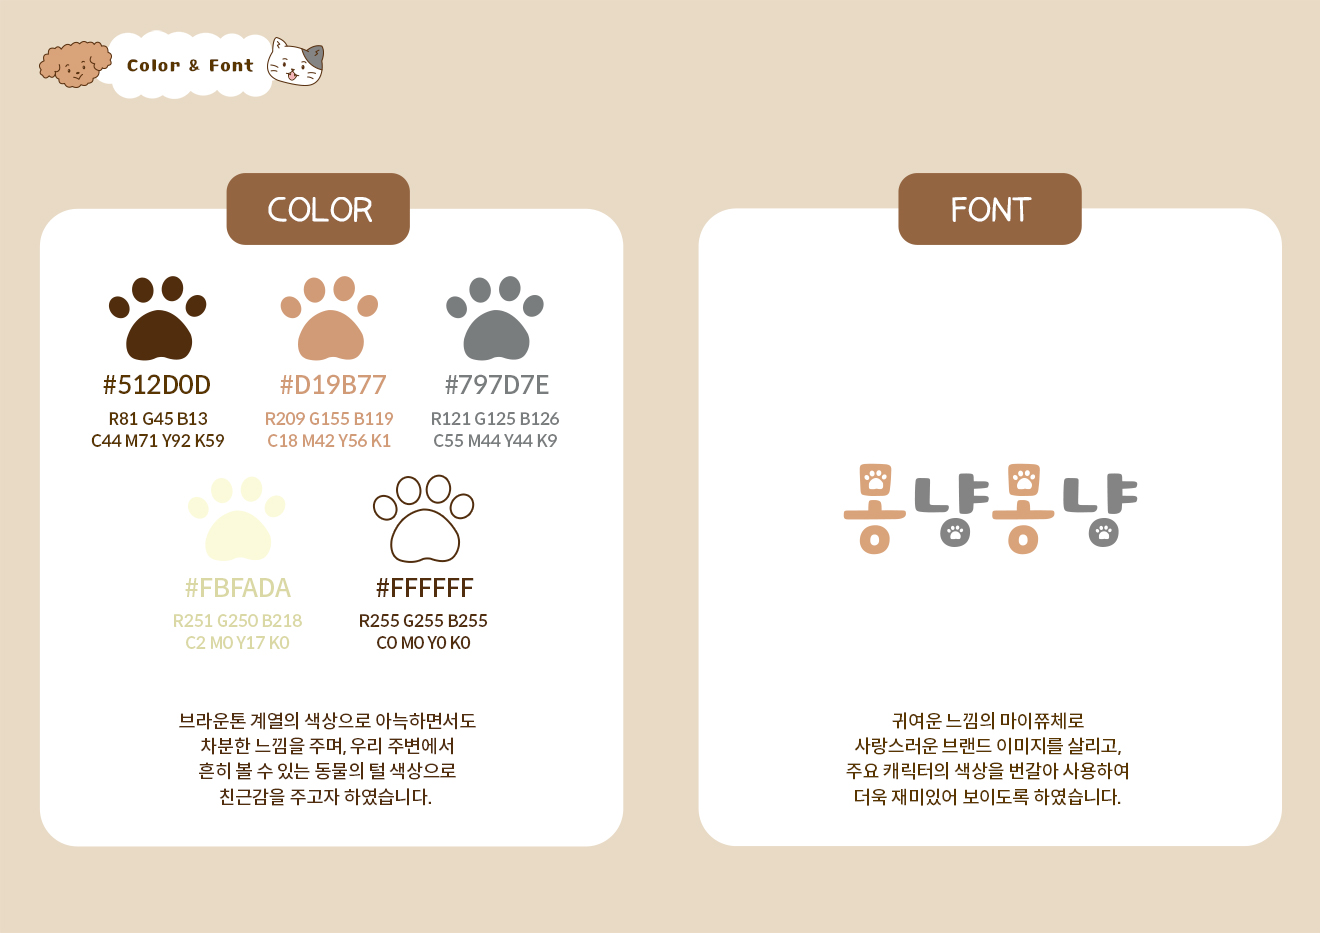 Color & Font
COLOR
#512D0D
R81 G45 B13
C44 M71 Y92 K59
#D19B77
R209 G155 B119
C18 M42 Y56 K1
#797D7E
R121 G125 B126
C55 M44 Y44 K9
#FBFADA
R251 G250 B218
C2 M0 Y17 K0
#FFFFFF
R255 G255 B255
C0 M0 Y0 K0
브라운톤 계열의 색상으로 아늑하면서도
차분한 느낌을 주며, 우리 주변에서
흔히 볼 수 있는 동물의 털 색상으로
친근감을 주고자 하였습니다.
FONT
몽냥몽냥
귀여운 느낌의 마이쮸체로
사랑스러운 브랜드 이미지를 살리고,
주요 캐릭터의 색상을 번갈아 사용하여
더욱 재미있어 보이도록 하였습니다.